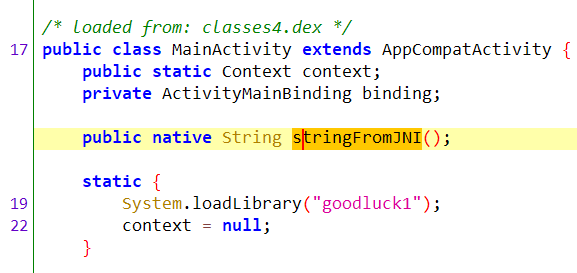 /* loaded from: classes4.dex */
17 public class MainActivity extends AppCompatActivity {
public static Context context;
private ActivityMainBinding binding;
public native String stringFromJNI();
static {
19 System.loadLibrary("goodluck1");
22 context = null;
}